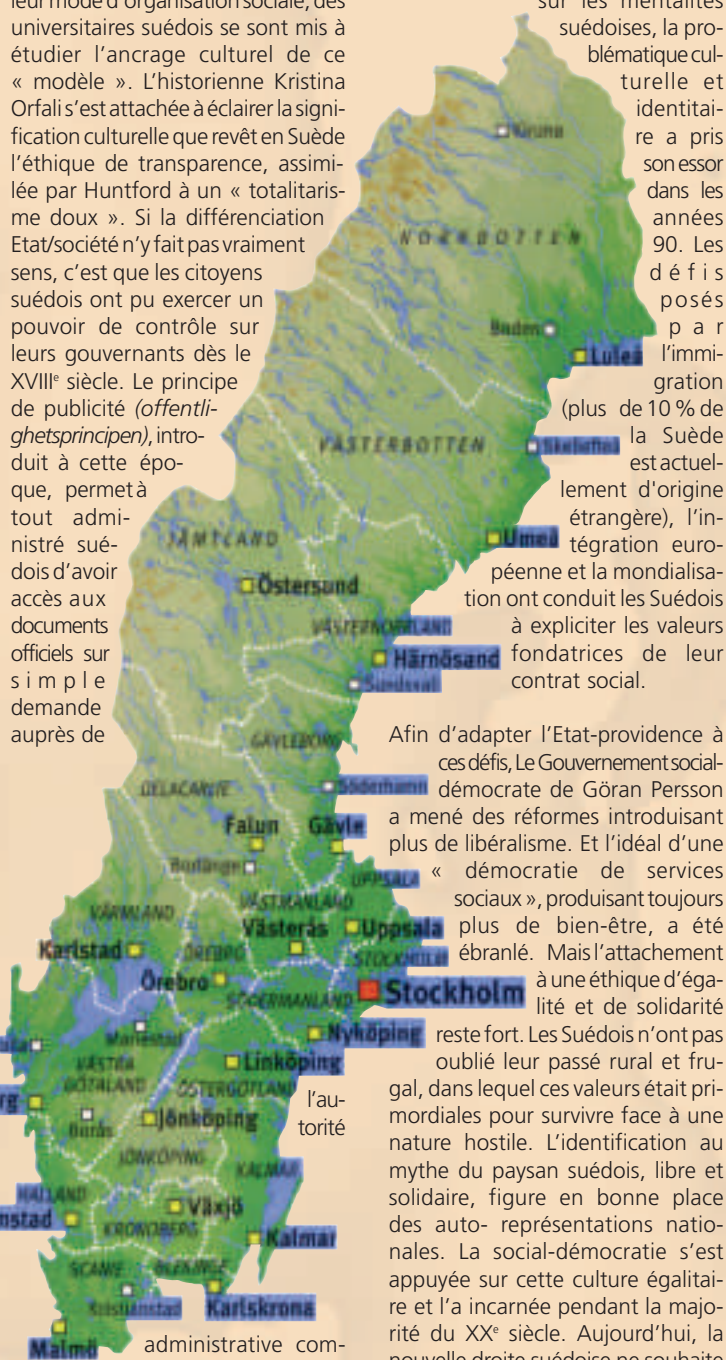 leur mode d'organisation sociale, des
universitaires suédois se sont mis à
étudier l'ancrage culturel de ce
« modèle ». L'historienne Kristina
Orfali s'est attachée à éclairer la signi-
fication culturelle que revêt en Suède
l'éthique de transparence, assimi-
lée par Huntford à un « totalitaris-
me doux ». Si la différenciation
Etat/société n'y fait pas vraiment
sens, c'est que les citoyens
suédois ont pu exercer un
pouvoir de contrôle sur
leurs gouvernants dès le
XVIIIe siècle. Le principe
de publicité (offentli-
ghetsprincipen), intro-
duit à cette épo-
que, permet à
tout admi-
nistré sué-
dois d'avoir
accès aux
documents
officiels sur
simple
demande
auprès de
l'au-
torité
administrative com-
sur les mentalités
suédoises, la pro-
blématique cul-
turelle et
identitai-
re a pris
son essor
dans les
années
90. Les
défis
posés
par
l'immi-
gration
(plus de 10 % de
la Suède
est actuel-
lement d'origine
étrangère), l'in-
tégration euro-
péenne et la mondialisa-
tion ont conduit les Suédois
à expliciter les valeurs
fondatrices de leur
contrat social.
Afin d'adapter l'Etat-providence à
ces défis, Le Gouvernement social-
démocrate de Göran Persson
a mené des réformes introduisant
plus de libéralisme. Et l'idéal d'une
« démocratie de services
sociaux », produisant toujours
plus de bien-être, a été
ébranlé. Mais l'attachement
à une éthique d'éga-
lité et de solidarité
reste fort. Les Suédois n'ont pas
oublié leur passé rural et fru-
gal, dans lequel ces valeurs était pri-
mordiales pour survivre face à une
nature hostile. L'identification au
mythe du paysan suédois, libre et
solidaire, figure en bonne place
des auto- représentations natio-
nales. La social-démocratie s'est
appuyée sur cette culture égalitai-
re et l'a incarnée pendant la majo-
rité du XXe siècle. Aujourd'hui, la
nouvelle droite suédoise ne souhaite
Kiruna
NORRBOTTEN
Boden
Luleå
VÄSTERBOTTEN
Skellefteå
JÄMTLAND
Umeå
Östersund
VÄSTERNORRLAND
Härnösand
Sundsvall
GÄVLEBORG
DALECARLIE
Söderhamn
Falun
Gävle
Borlänge
UPPSALA
VÄRMLAND
VÄSTMANLAND
Västerås
Uppsala
Karlstad
ÖREBRO
STOCKHOLM
Örebro
SÖDERMANLAND
Stockholm
Mariestad
Nyköping
VÄSTRA
GÖTALAND
Linköping
ÖSTERGÖTLAND
rg
Borås
Jönköping
JÖNKÖPING
KALMAR
HALLAND
Växjö
mstad
KRONOBERG
Kalmar
SCANIE
BLEKINGE
Kristianstad
Karlskrona
Malmö